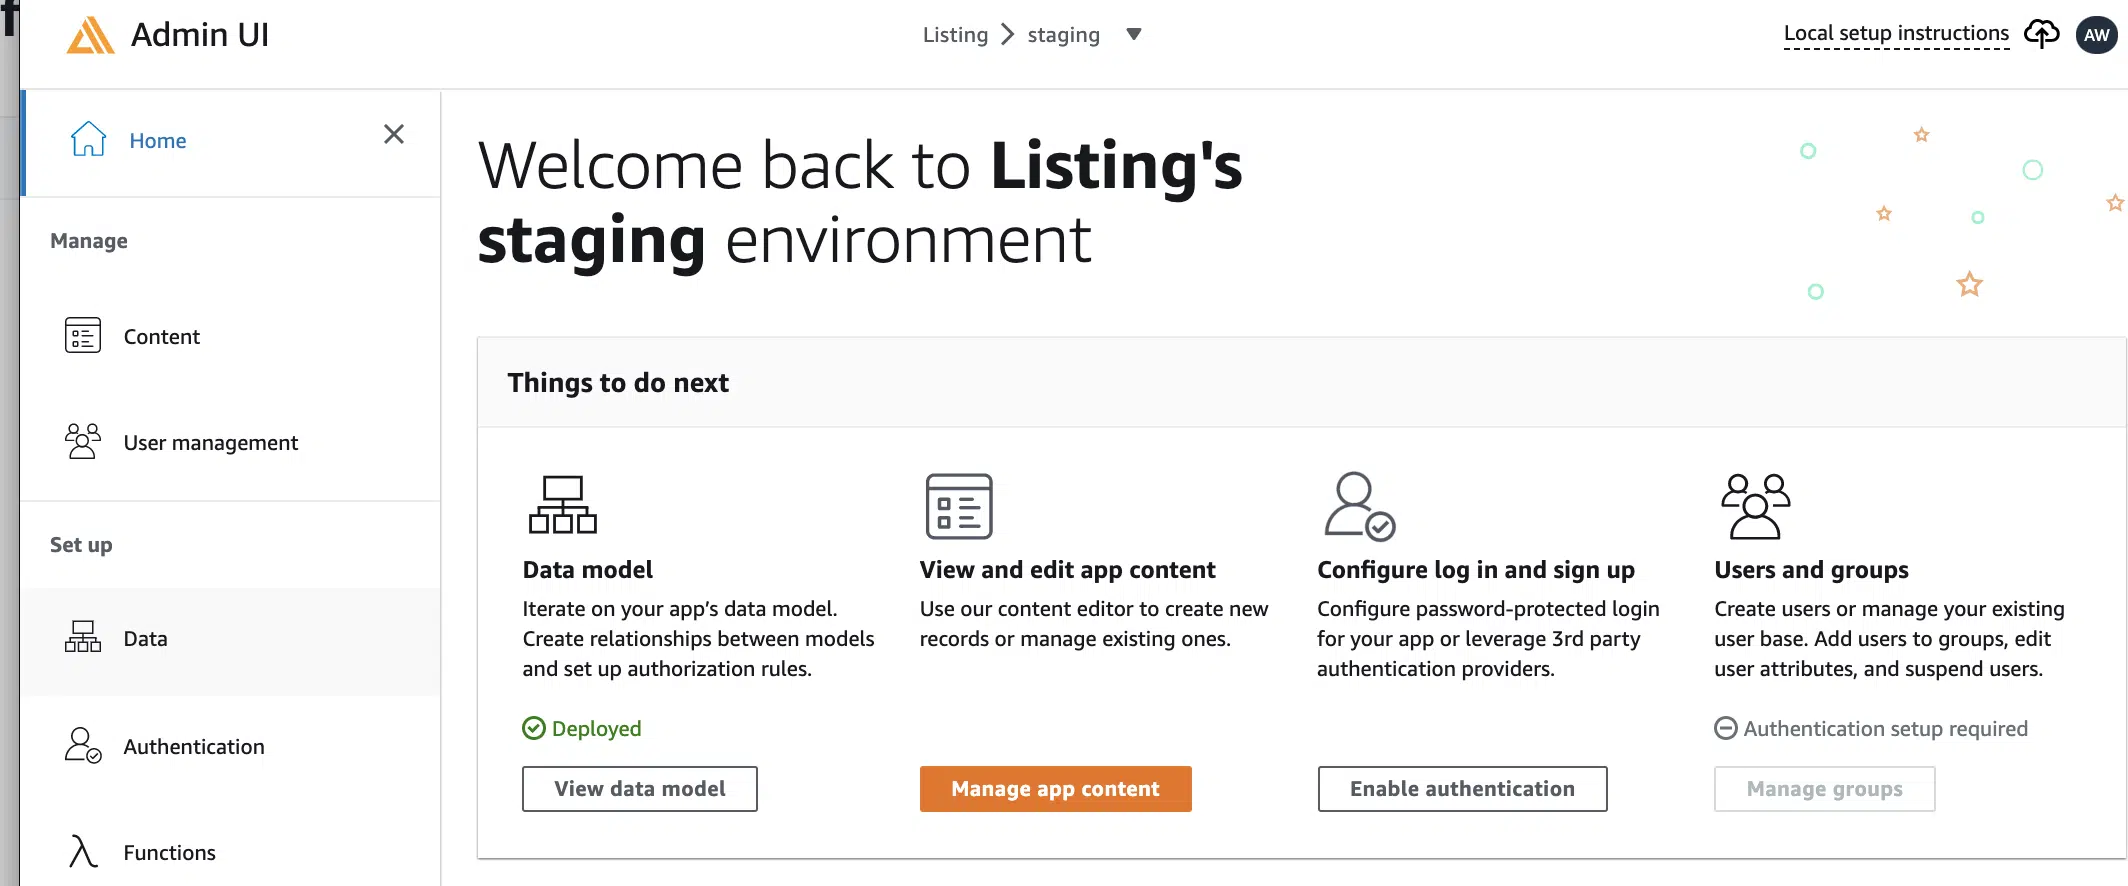 Admin UI
Listing
staging
Local setup instructions
AW
Home
Manage
Content
User management
Set up
Data
Authentication
Functions
Welcome back to Listing's
staging environment
Things to do next
Data model
Iterate on your app’s data model.
Create relationships between models
and set up authorization rules.
Deployed
View data model
View and edit app content
Use our content editor to create new
records or manage existing ones.
Manage app content
Configure log in and sign up
Configure password-protected login
for your app or leverage 3rd party
authentication providers.
Enable authentication
Users and groups
Create users or manage your existing
user base. Add users to groups, edit
user attributes, and suspend users.
Authentication setup required
Manage groups